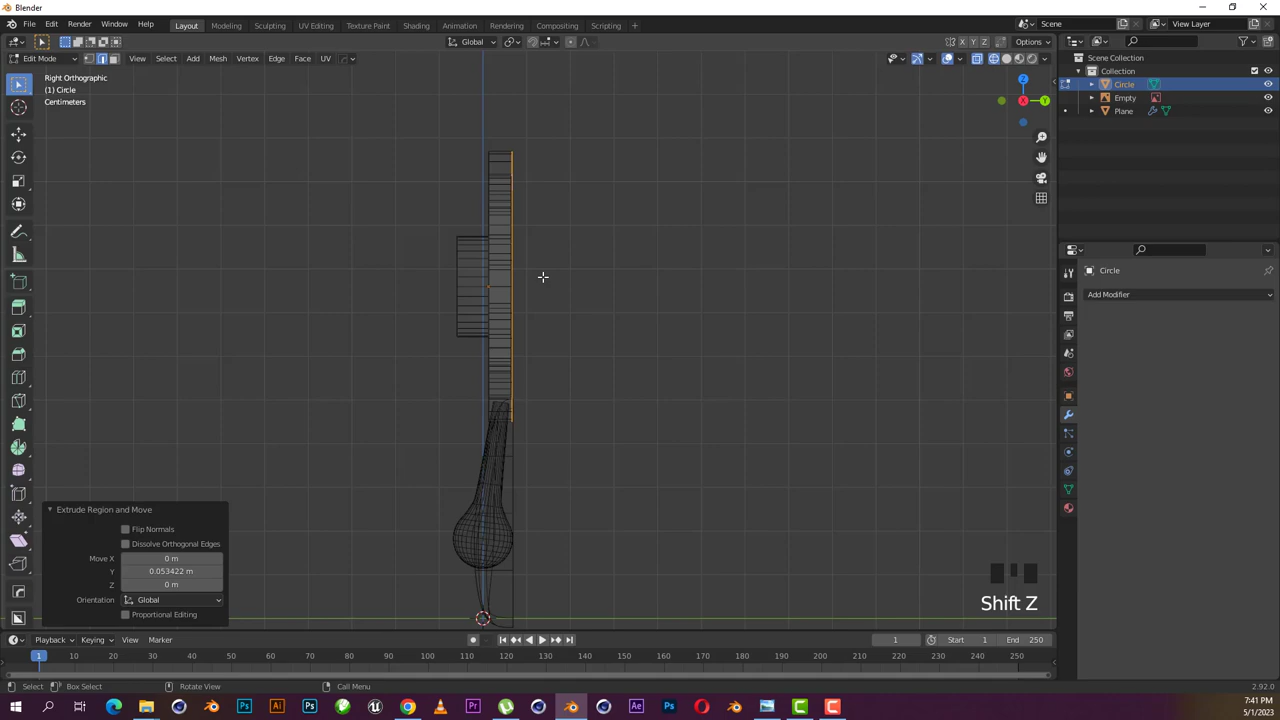 Blender
File Edit Render Window Help Layout Modeling Sculpting UV Editing Texture Paint Shading Animation Rendering Compositing Scripting Scene View Layer
Global X Y Z Options
Edit Mode View Select Add Mesh Vertex Edge Face UV
Right Orthographic
(1) Circle
Centimeters
Z
X
Y
Scene Collection
Collection
Circle
Empty
Plane
Circle
Add Modifier
Extrude Region and Move
Flip Normals
Dissolve Orthogonal Edges
Move X 0 m
Y 0.053422 m
Z 0 m
Orientation Global
Proportional Editing
Shift Z
Playback Keying View Marker 1 Start 1 End 250
1 10 20 30 40 50 60 70 80 90 100 110 120 130 140 150 160 170 180 190 200 210 220 230 240 250
Select Box Select Rotate View Call Menu 2.92.0
7:41 PM
5/1/2023